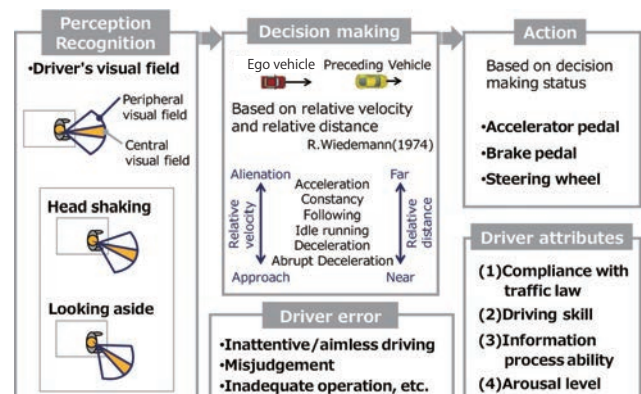 Perception
Recognition
•Driver's visual field
Peripheral
visual field
Central
visual field
Head shaking
Looking aside
Decision making
Ego vehicle
Preceding Vehicle
Based on relative velocity
and relative distance
R.Wiedemann(1974)
Alienation
Relative
velocity
Approach
Acceleration
Constancy
Following
Idle running
Deceleration
Abrupt Deceleration
Far
Relative
distance
Near
Driver error
•Inattentive/aimless driving
•Misjudgement
•Inadequate operation, etc.
Action
Based on decision
making status
•Accelerator pedal
•Brake pedal
•Steering wheel
Driver attributes
(1)Compliance with
traffic law
(2)Driving skill
(3)Information
process ability
(4)Arousal level